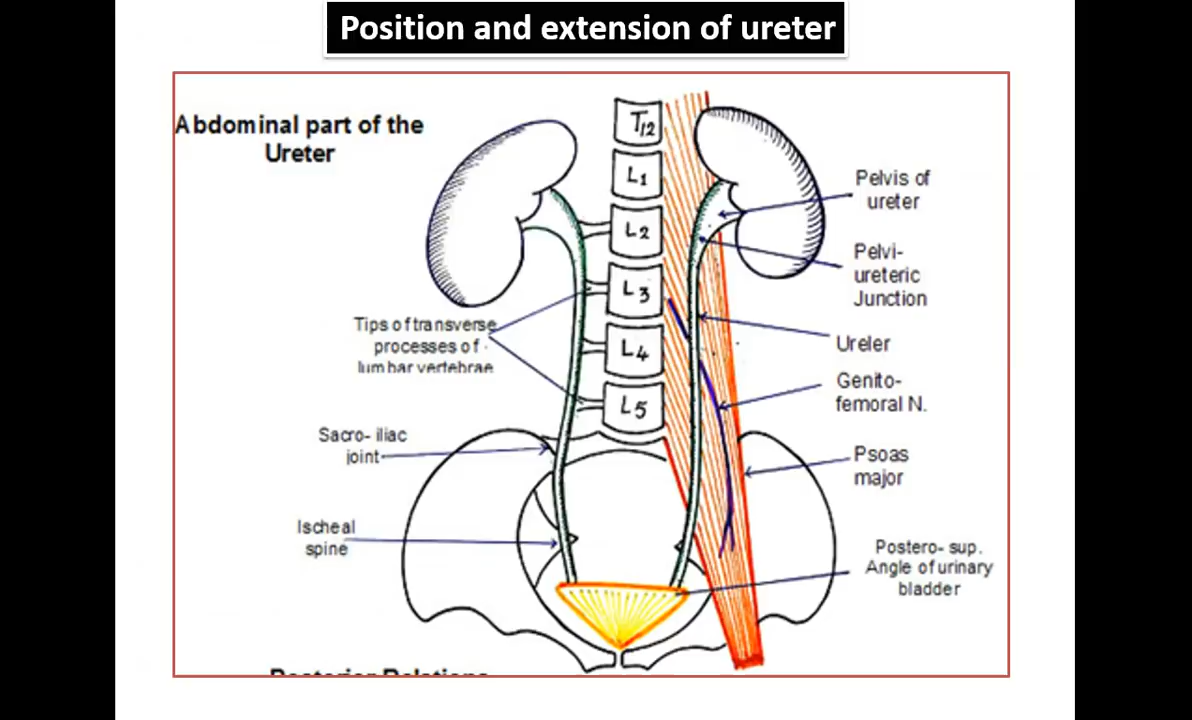 Position and extension of ureter
Abdominal part of the
Ureter
T12
L1
L2
L3
L4
L5
Pelvis of
ureter
Pelvi-
ureteric
Junction
Tips of transverse
processes of
lumbar vertebrae
Ureler
Genito-
femoral N.
Sacro- iliac
joint
Psoas
major
Ischeal
spine
Postero- sup.
Angle of urinary
bladder
Posterior Relations